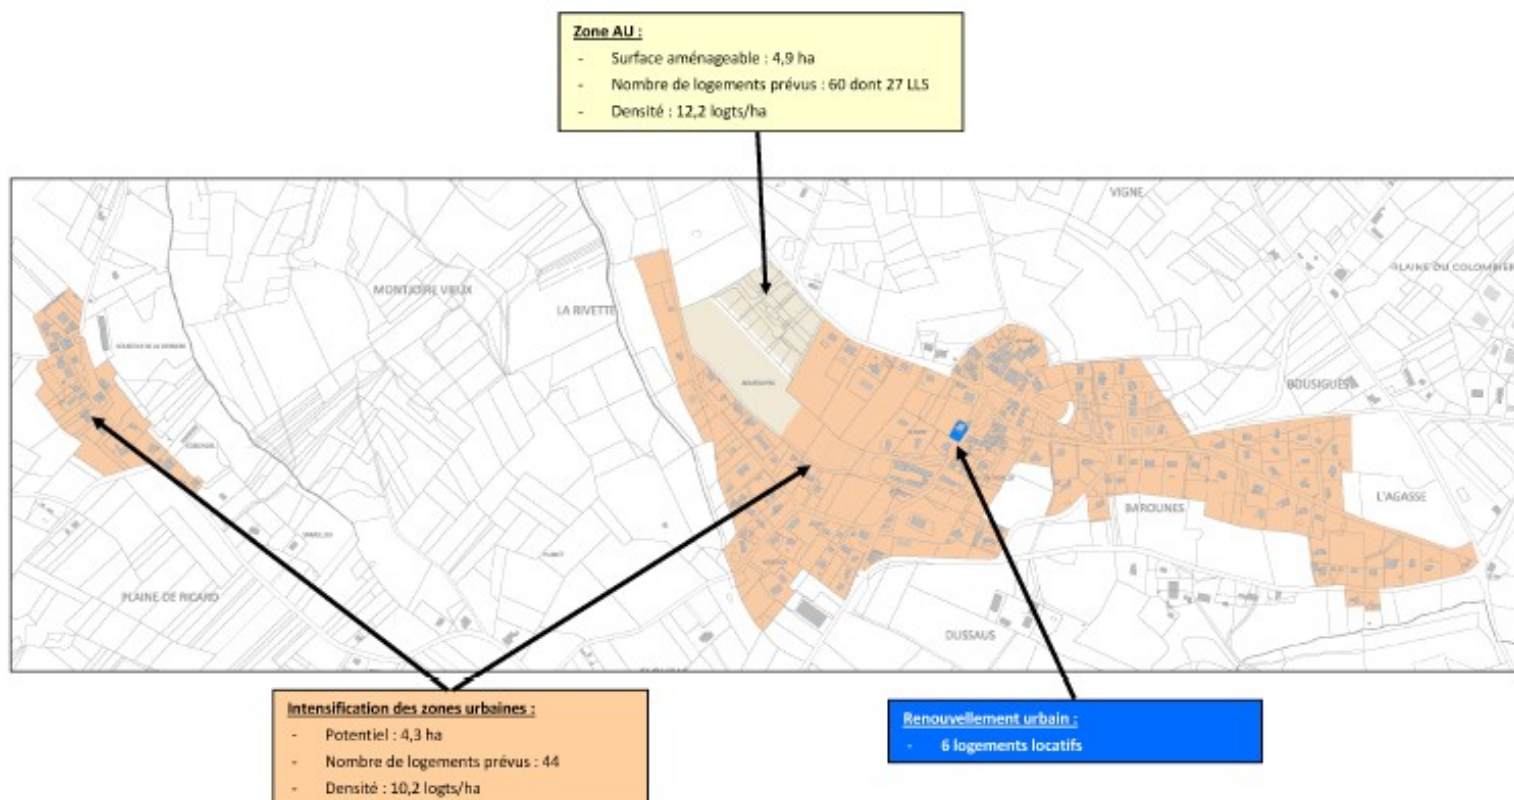 Zone AU :
- Surface aménageable : 4,9 ha
- Nombre de logements prévus : 60 dont 27 LLS
- Densité : 12,2 logts/ha
VIGNE
PLAINE DU COLOMBIER
MONTJOIRE VIEUX
LA RIVETTE
BOUSIGUES
L'AGASSE
BAROUNES
PLAINE DE RICARD
DUSSAUS
Intensification des zones urbaines :
- Potentiel : 4,3 ha
- Nombre de logements prévus : 44
- Densité : 10,2 logts/ha
Renouvellement urbain :
- 6 logements locatifs